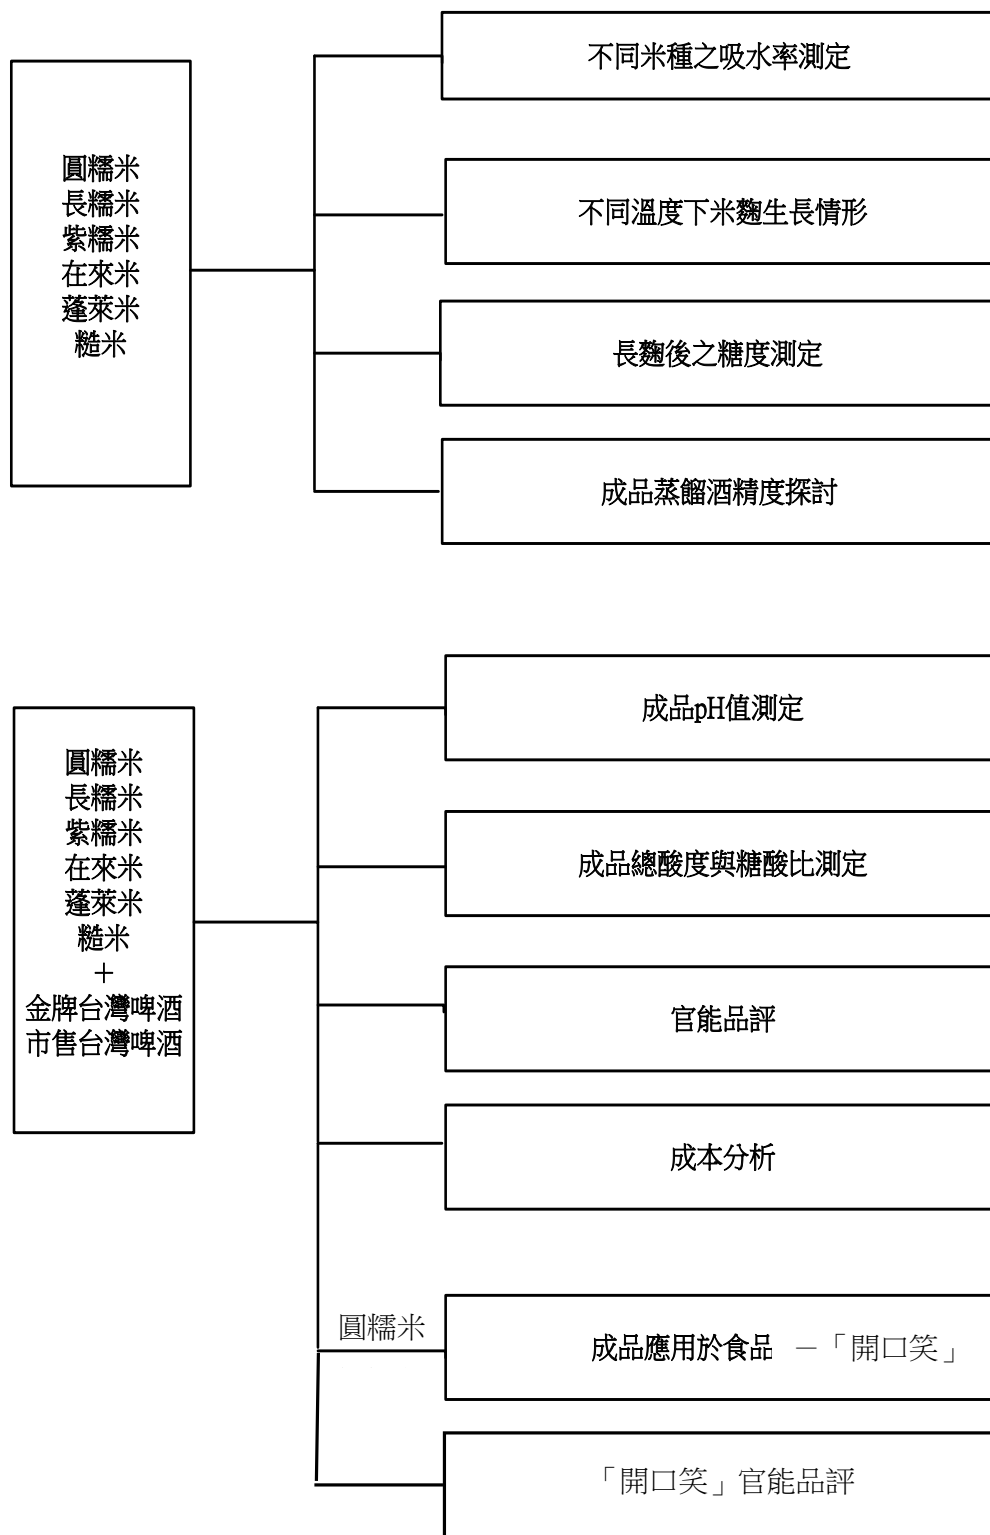 圓糯米
長糯米
紫糯米
在來米
蓬萊米
糙米
不同米種之吸水率測定
不同溫度下米麴生長情形
長麴後之糖度測定
成品蒸餾酒精度探討
圓糯米
長糯米
紫糯米
在來米
蓬萊米
糙米
＋
金牌台灣啤酒
市售台灣啤酒
成品pH值測定
成品總酸度與糖酸比測定
官能品評
成本分析
圓糯米
成品應用於食品 －「開口笑」
「開口笑」官能品評